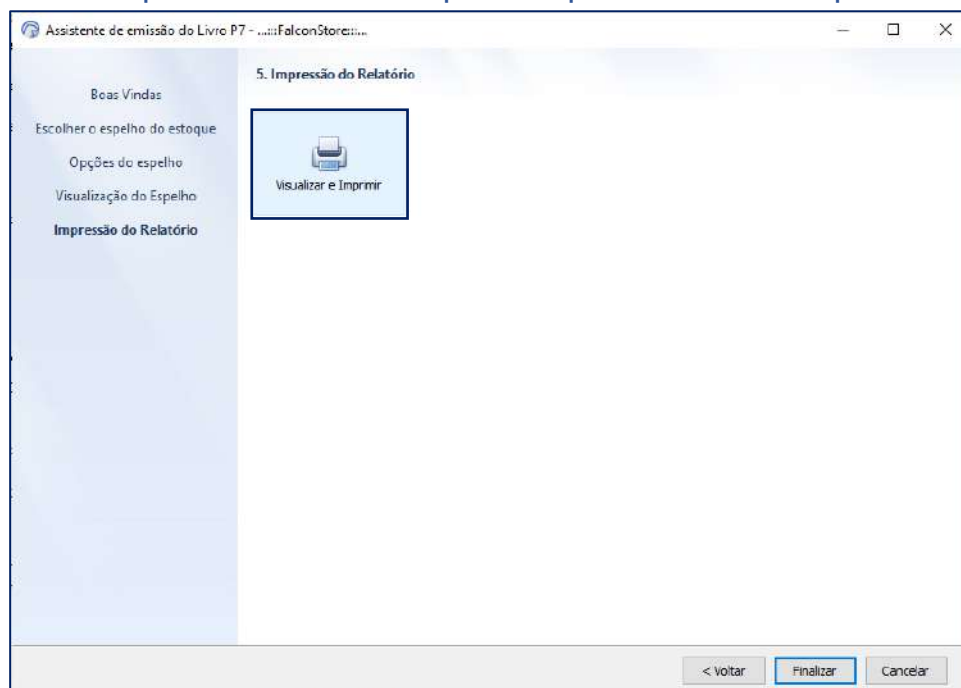 Assistente de emissão do Livro P7 - ...:::FalconStore:::...
5. Impressão do Relatório
Boas Vindas
Escolher o espelho do estoque
Opções do espelho
Visualização do Espelho
Impressão do Relatório
Visualizar e Imprimir
< Voltar
Finalizar
Cancelar